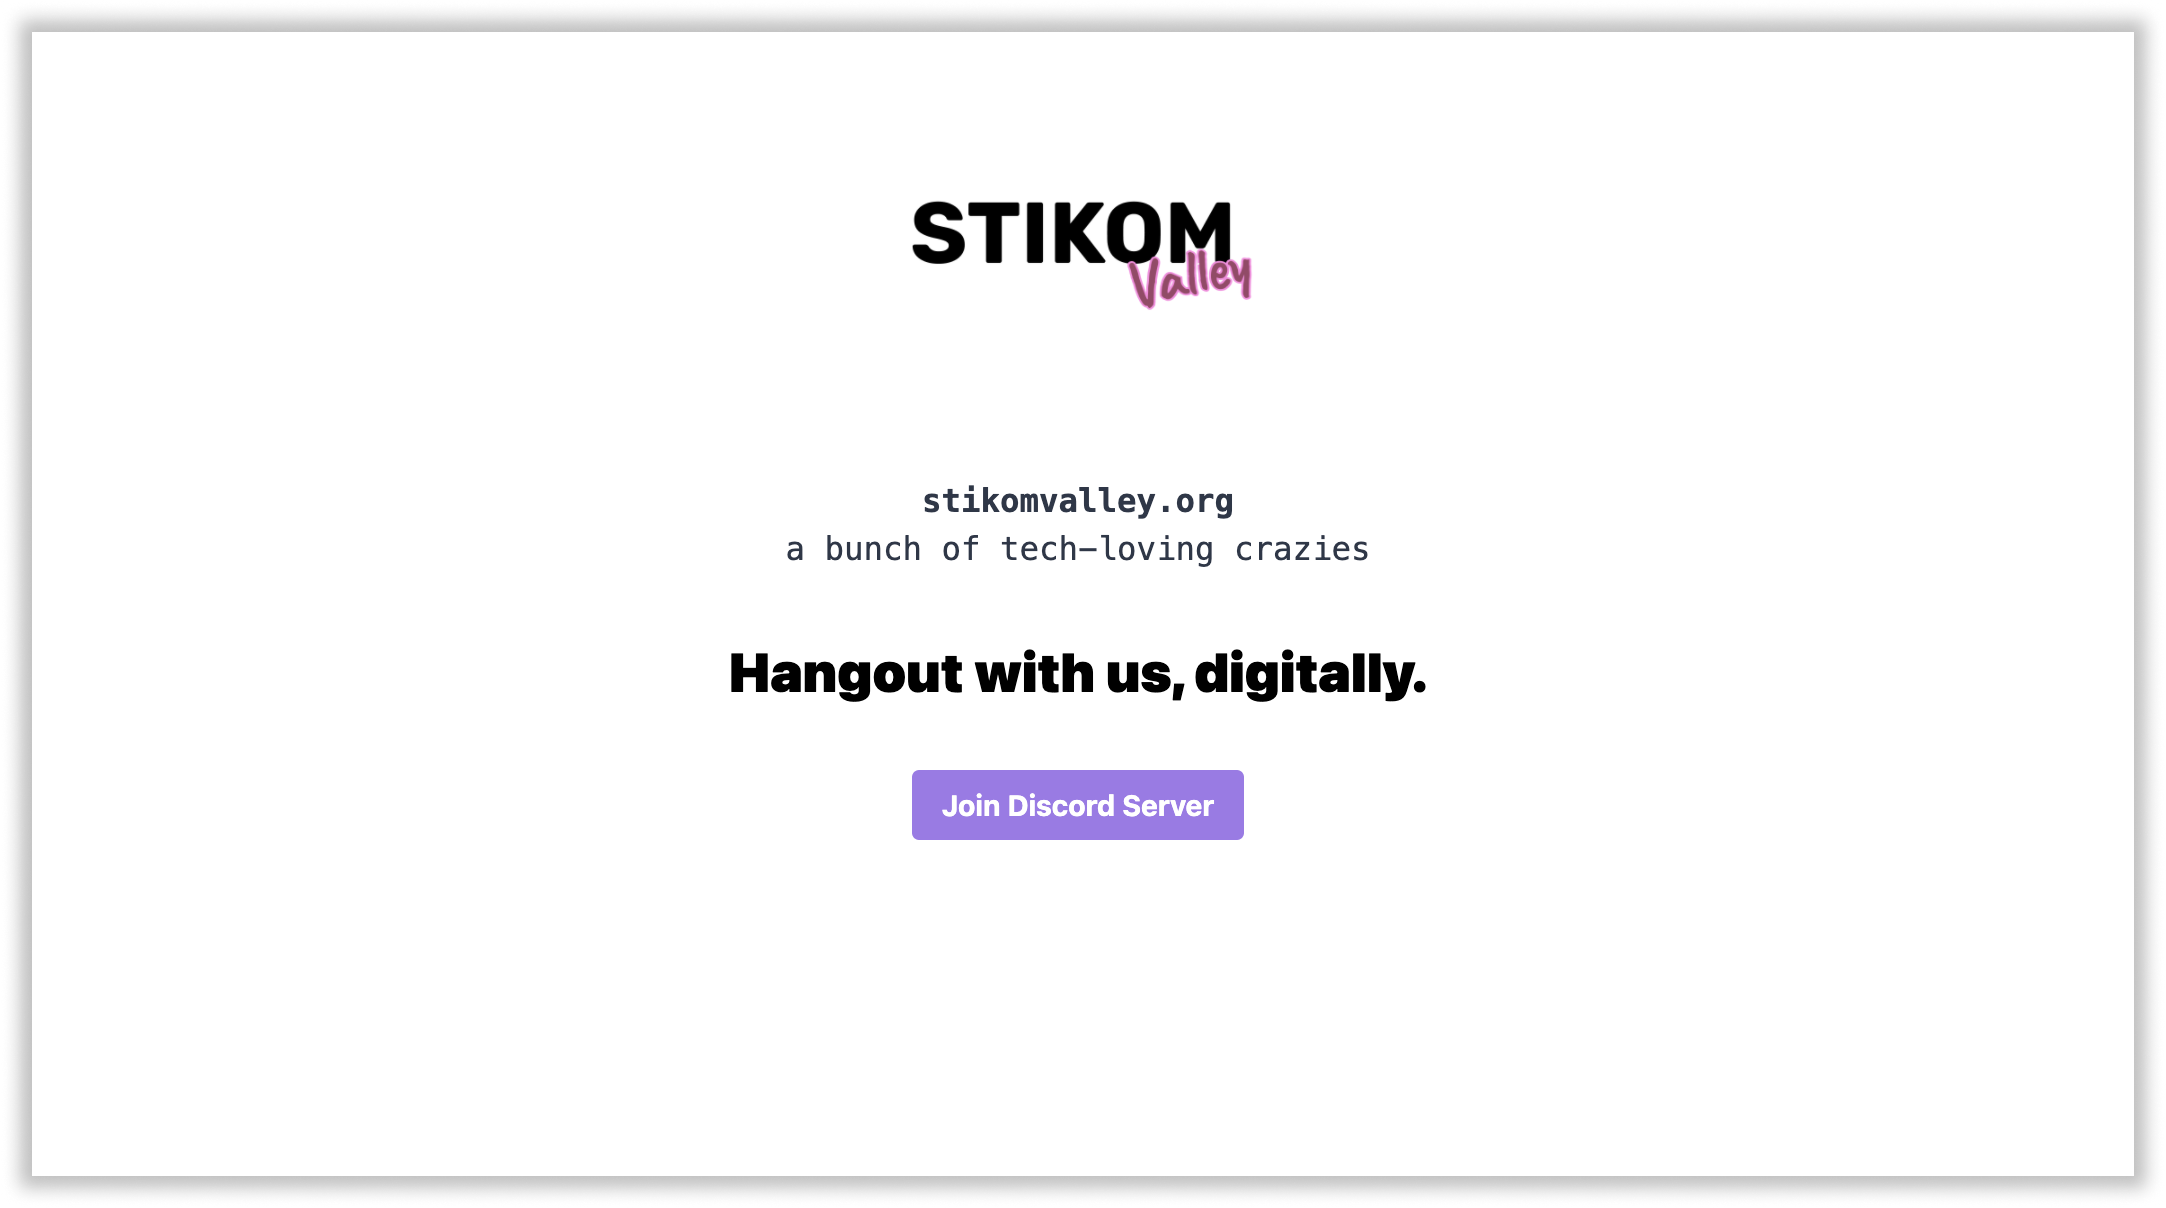 STIKOM
Valley
stikomvalley.org
a bunch of tech-loving crazies
Hangout with us, digitally.
Join Discord Server